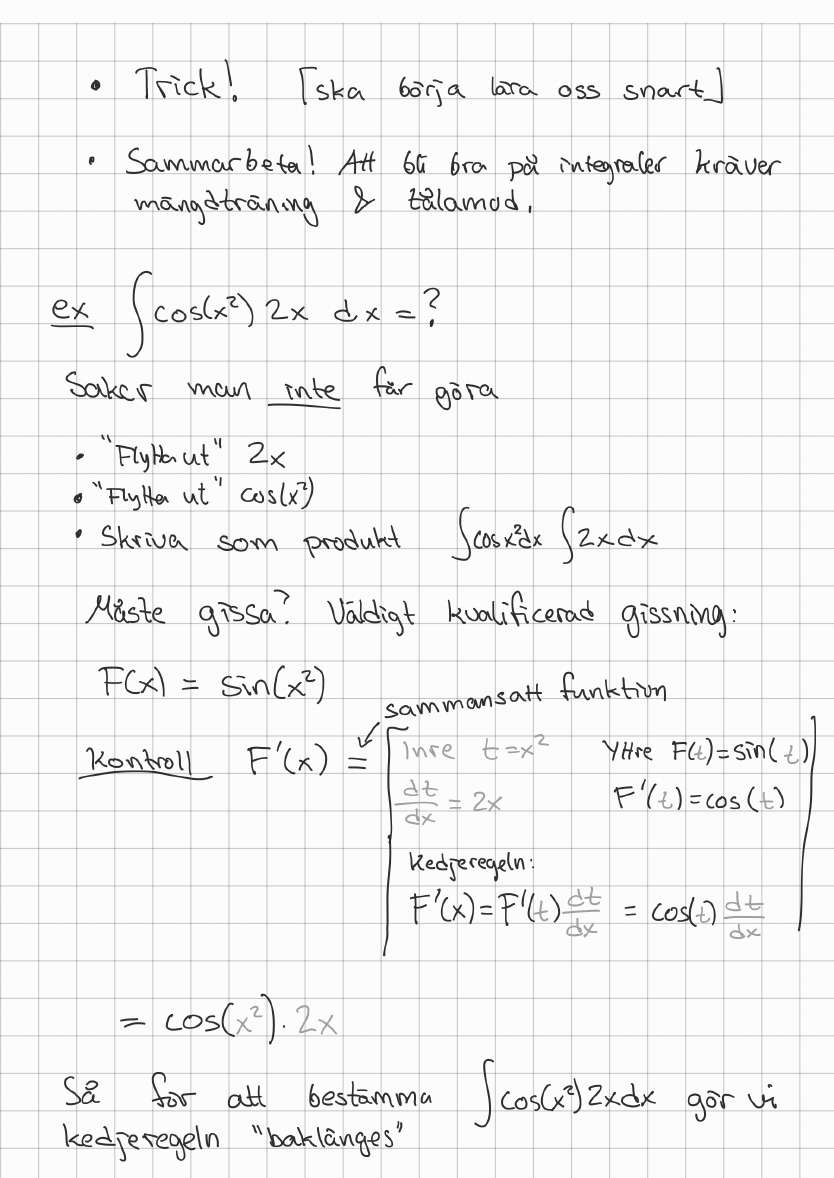 • Trick! [ska börja lära oss snart]
• Sammarbeta! Att bli bra på integraler kräver
mängdträning & tålamod.
ex ∫cos(x²) 2x dx = ?
Saker man inte får göra
• "Flytta ut" 2x
• "Flytta ut" cos(x²)
• Skriva som produkt ∫cos x² dx ∫2x dx
Måste gissa? Väldigt kvalificerad gissning:
F(x) = sin(x²)
sammansatt funktion
Kontroll F'(x) = [Inre t = x² Yttre F(t) = sin(t)
dt/dx = 2x F'(t) = cos(t)
Kedjeregeln:
F'(x) = F'(t) dt/dx = cos(t) dt/dx]
= cos(x²) · 2x
Så för att bestämma ∫cos(x²) 2x dx gör vi
kedjeregeln "baklänges"